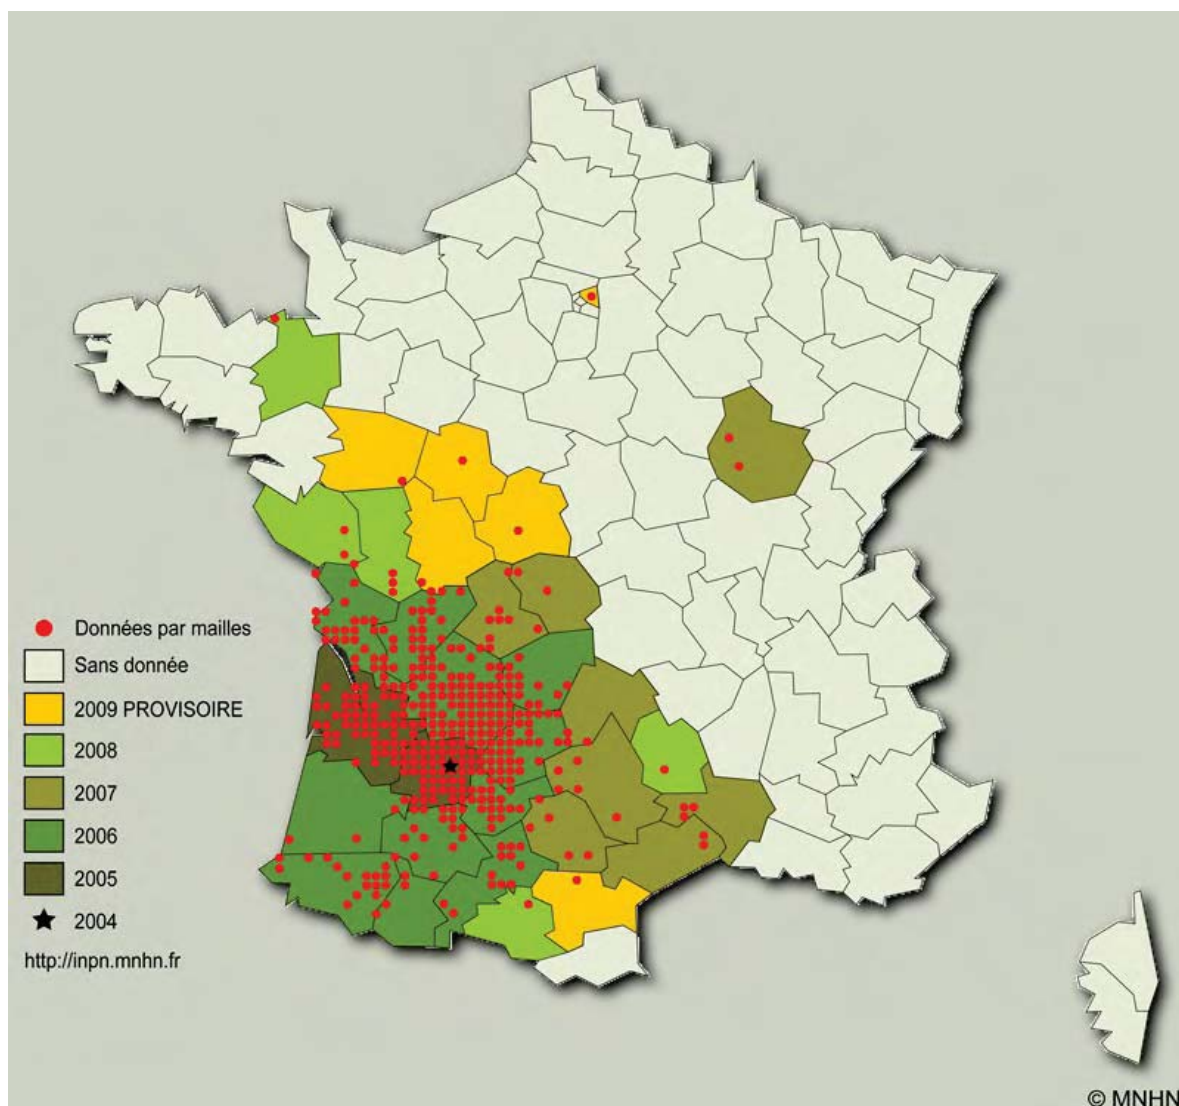 Données par mailles
Sans donnée
2009 PROVISOIRE
2008
2007
2006
2005
2004
http://inpn.mnhn.fr
© MNHN